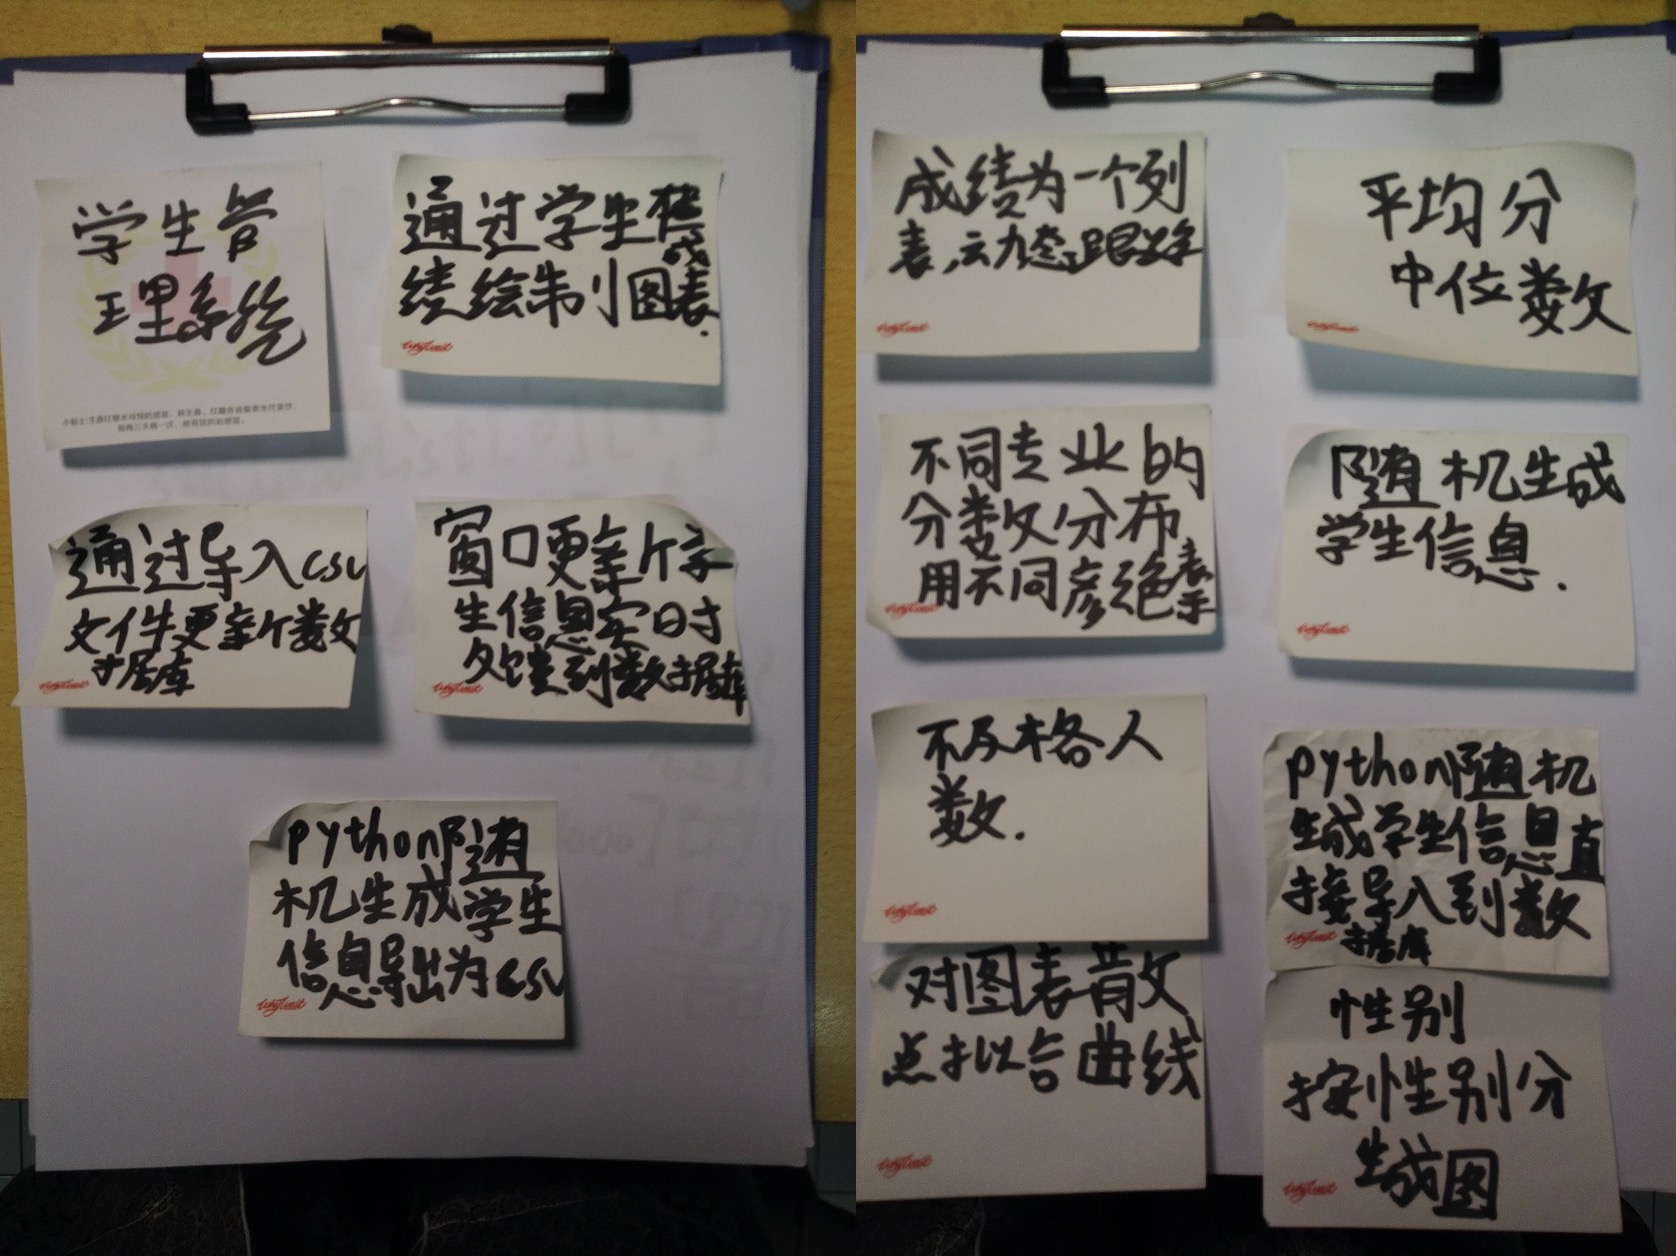 学生管
理系统
通过学生成
绩绘制图表.
通过导入csv
文件更新数
据库
窗口更新学
生信息实时
反馈到数据库
python随
机生成学生
信息导出为csv
成绩为一个列
表,动态跟踪
平均分
中位数
不同专业的
分数分布
用不同颜色表示
随机生成
学生信息.
不及格人
数.
python随机
生成学生信息直
接导入到数
据库
对图表散
点拟合曲线
性别
按性别分
生成图